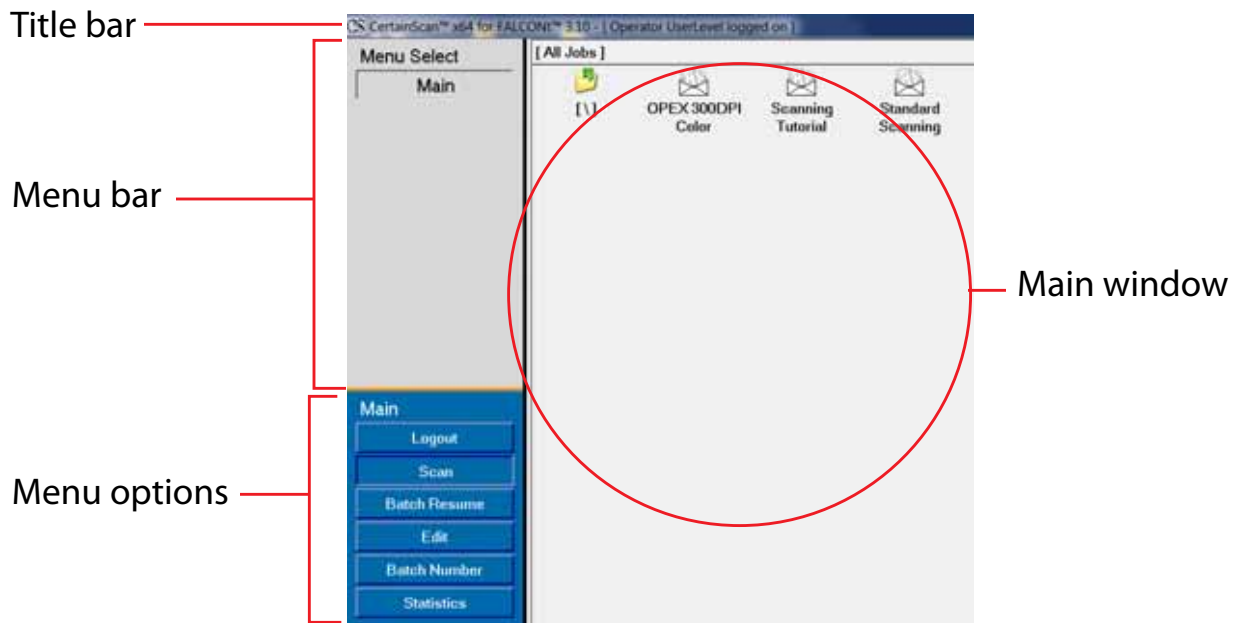 Title bar
CS CertainScan™ x64 for FALCON™ 3.10 - [ Operator UserLevel logged on ]
Menu Select
Main
[ All Jobs ]
[ \ ]
OPEX 300DPI
Color
Scanning
Tutorial
Standard
Scanning
Menu bar
Main window
Main
Logout
Scan
Batch Resume
Edit
Batch Number
Statistics
Menu options